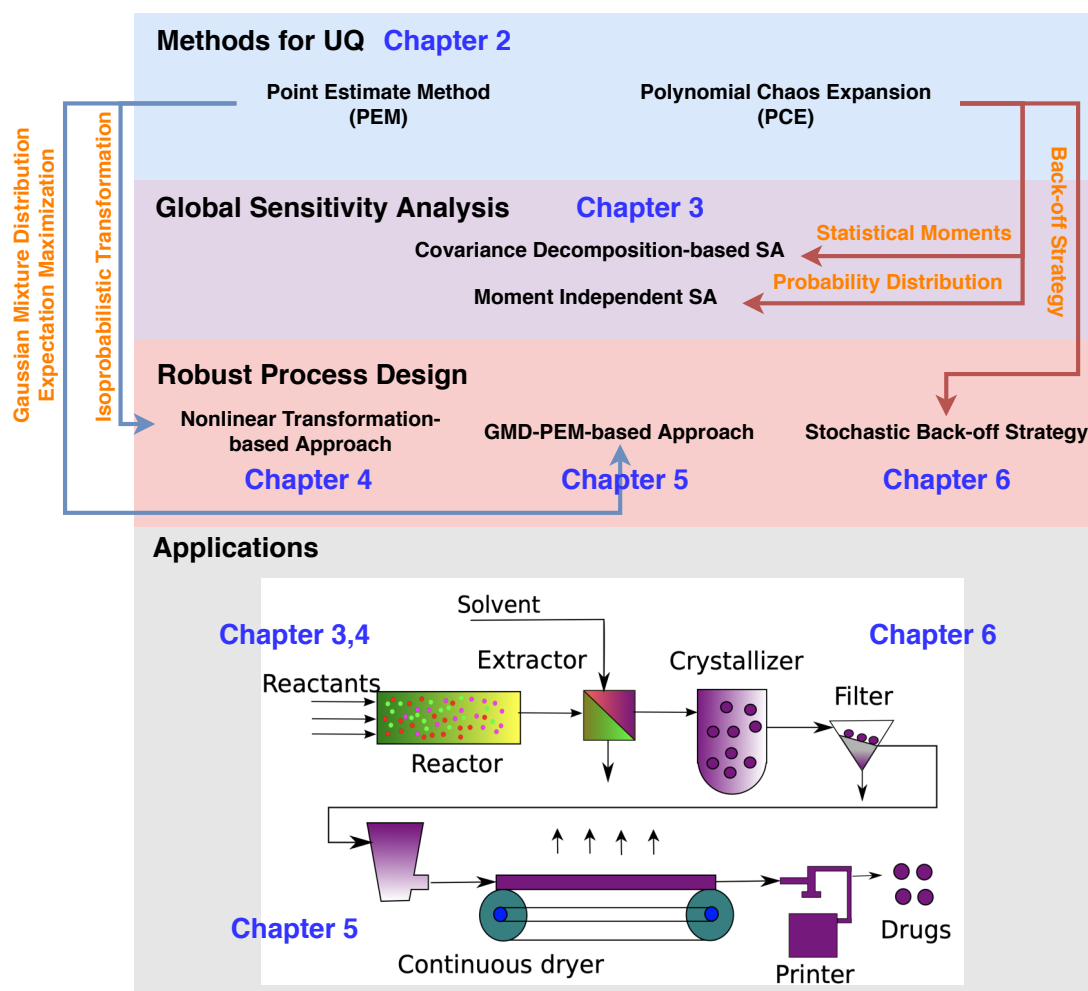 Methods for UQ Chapter 2
Point Estimate Method
(PEM)
Polynomial Chaos Expansion
(PCE)
Gaussian Mixture Distribution
Expectation Maximization
Isoprobabilistic Transformation
Back-off Strategy
Global Sensitivity Analysis Chapter 3
Covariance Decomposition-based SA
Statistical Moments
Moment Independent SA
Probability Distribution
Robust Process Design
Nonlinear Transformation-
based Approach
Chapter 4
GMD-PEM-based Approach
Chapter 5
Stochastic Back-off Strategy
Chapter 6
Applications
Solvent
Chapter 3,4
Chapter 6
Extractor
Crystallizer
Reactants
Filter
Reactor
Chapter 5
Continuous dryer
Printer
Drugs